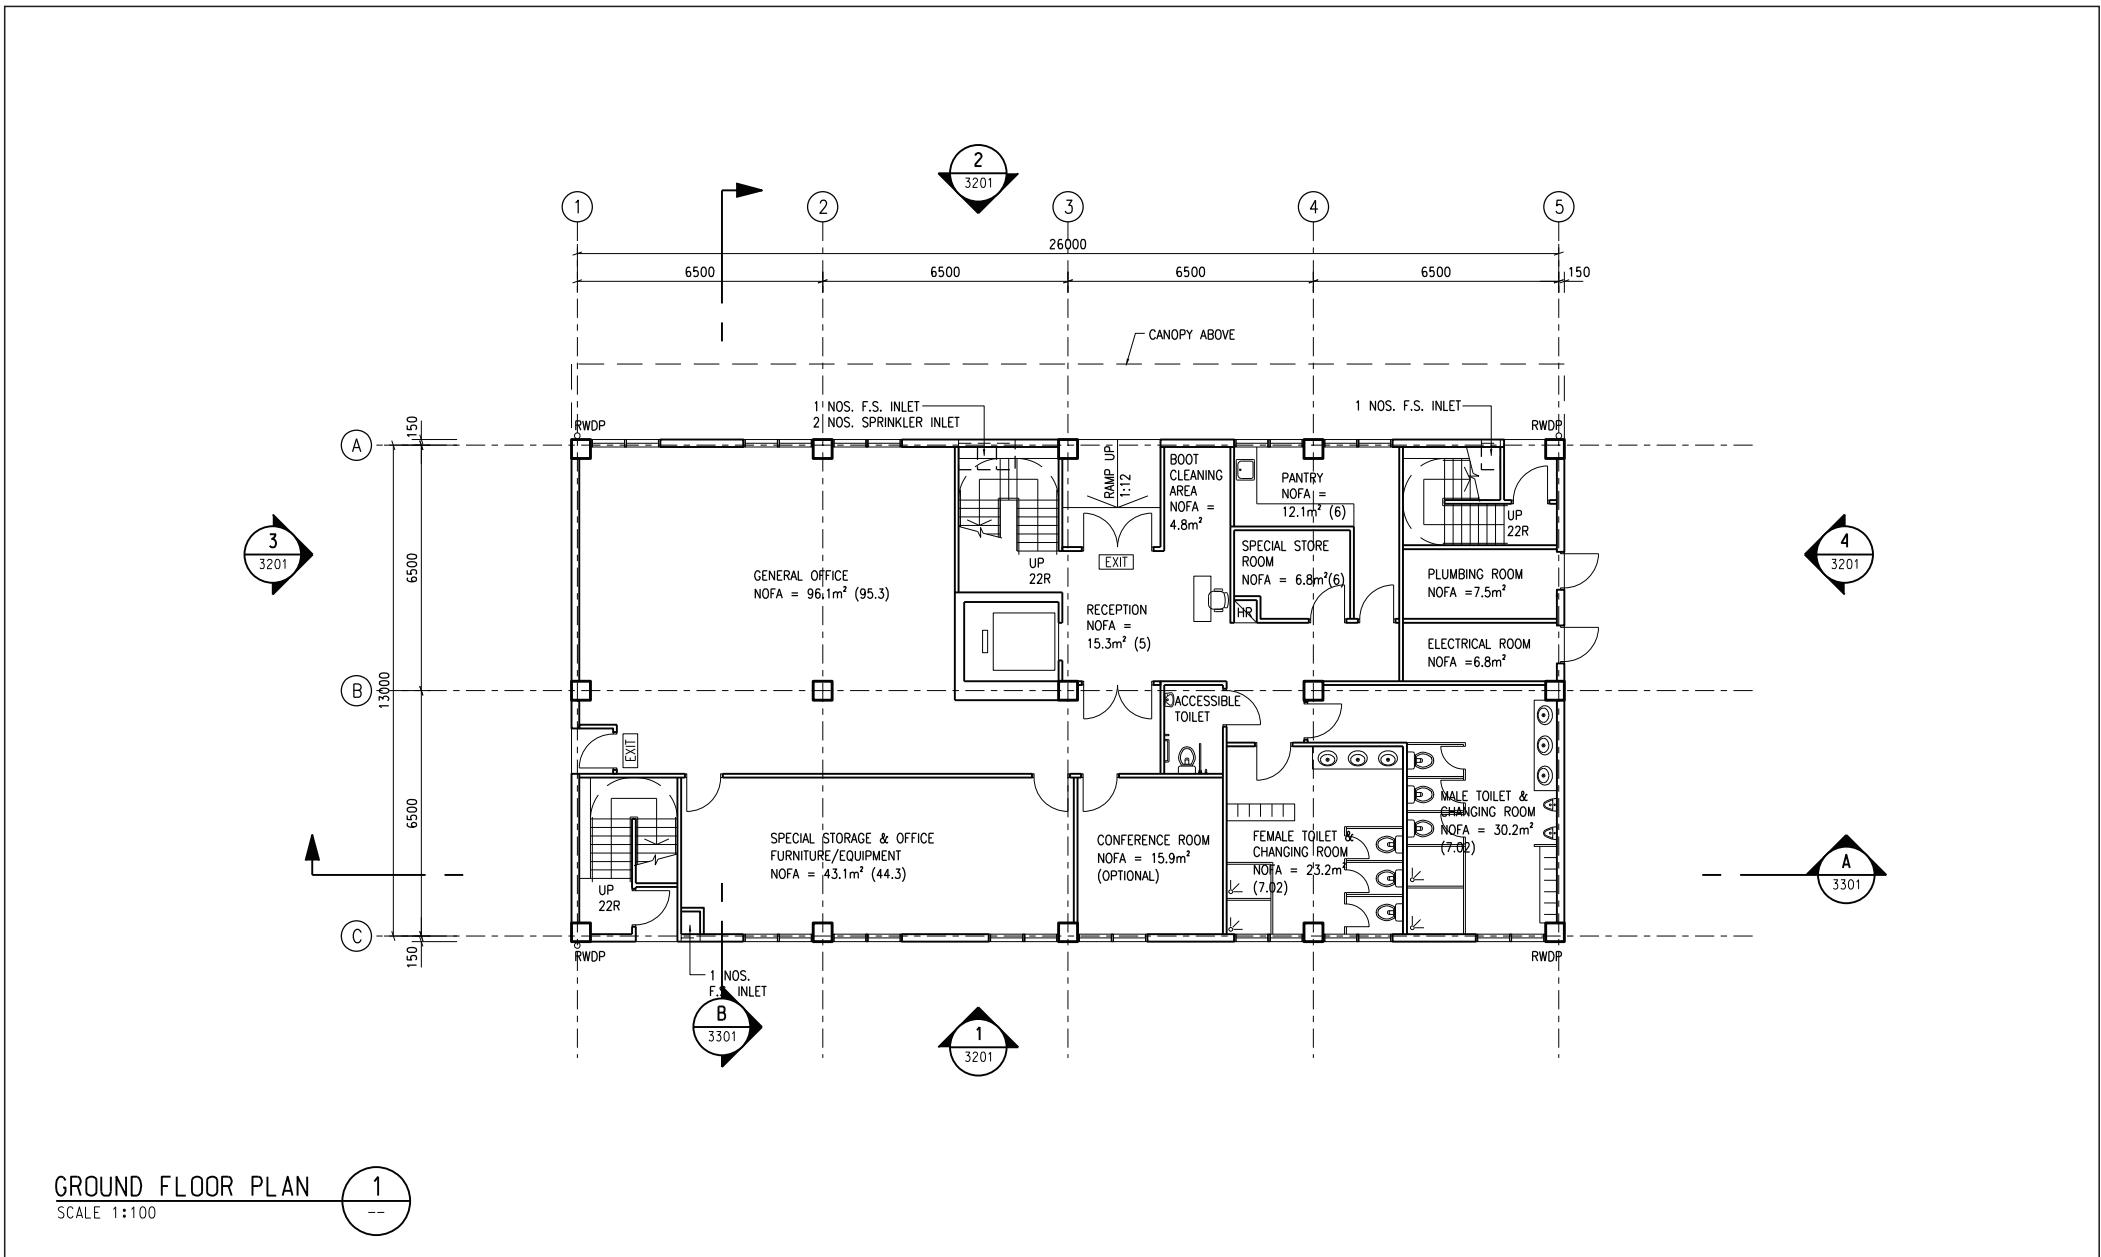 2
3201
1
2
3
4
5
26000
6500
6500
6500
6500
150
CANOPY ABOVE
1 NOS. F.S. INLET
2 NOS. SPRINKLER INLET
1 NOS. F.S. INLET
RWDP
RWDP
150
A
BOOT
CLEANING
AREA
NOFA =
4.8m²
RAMP UP
1:12
PANTRY
NOFA =
12.1m² (6)
UP
22R
3
3201
6500
EXIT
SPECIAL STORE
ROOM
NOFA = 6.8m²(6)
4
3201
GENERAL OFFICE
NOFA = 96.1m² (95.3)
UP
22R
PLUMBING ROOM
NOFA =7.5m²
HR
RECEPTION
NOFA =
15.3m² (5)
ELECTRICAL ROOM
NOFA =6.8m²
B
13000
ACCESSIBLE
TOILET
EXIT
6500
MALE TOILET &
CHANGING ROOM
NOFA = 30.2m²
(7.02)
SPECIAL STORAGE & OFFICE
FURNITURE/EQUIPMENT
NOFA = 43.1m² (44.3)
CONFERENCE ROOM
NOFA = 15.9m²
(OPTIONAL)
FEMALE TOILET &
CHANGING ROOM
NOFA = 23.2m²
(7.02)
A
3301
UP
22R
C
150
RWDP
RWDP
1 NOS.
F.S. INLET
B
3301
1
3201
GROUND FLOOR PLAN
SCALE 1:100
1
--